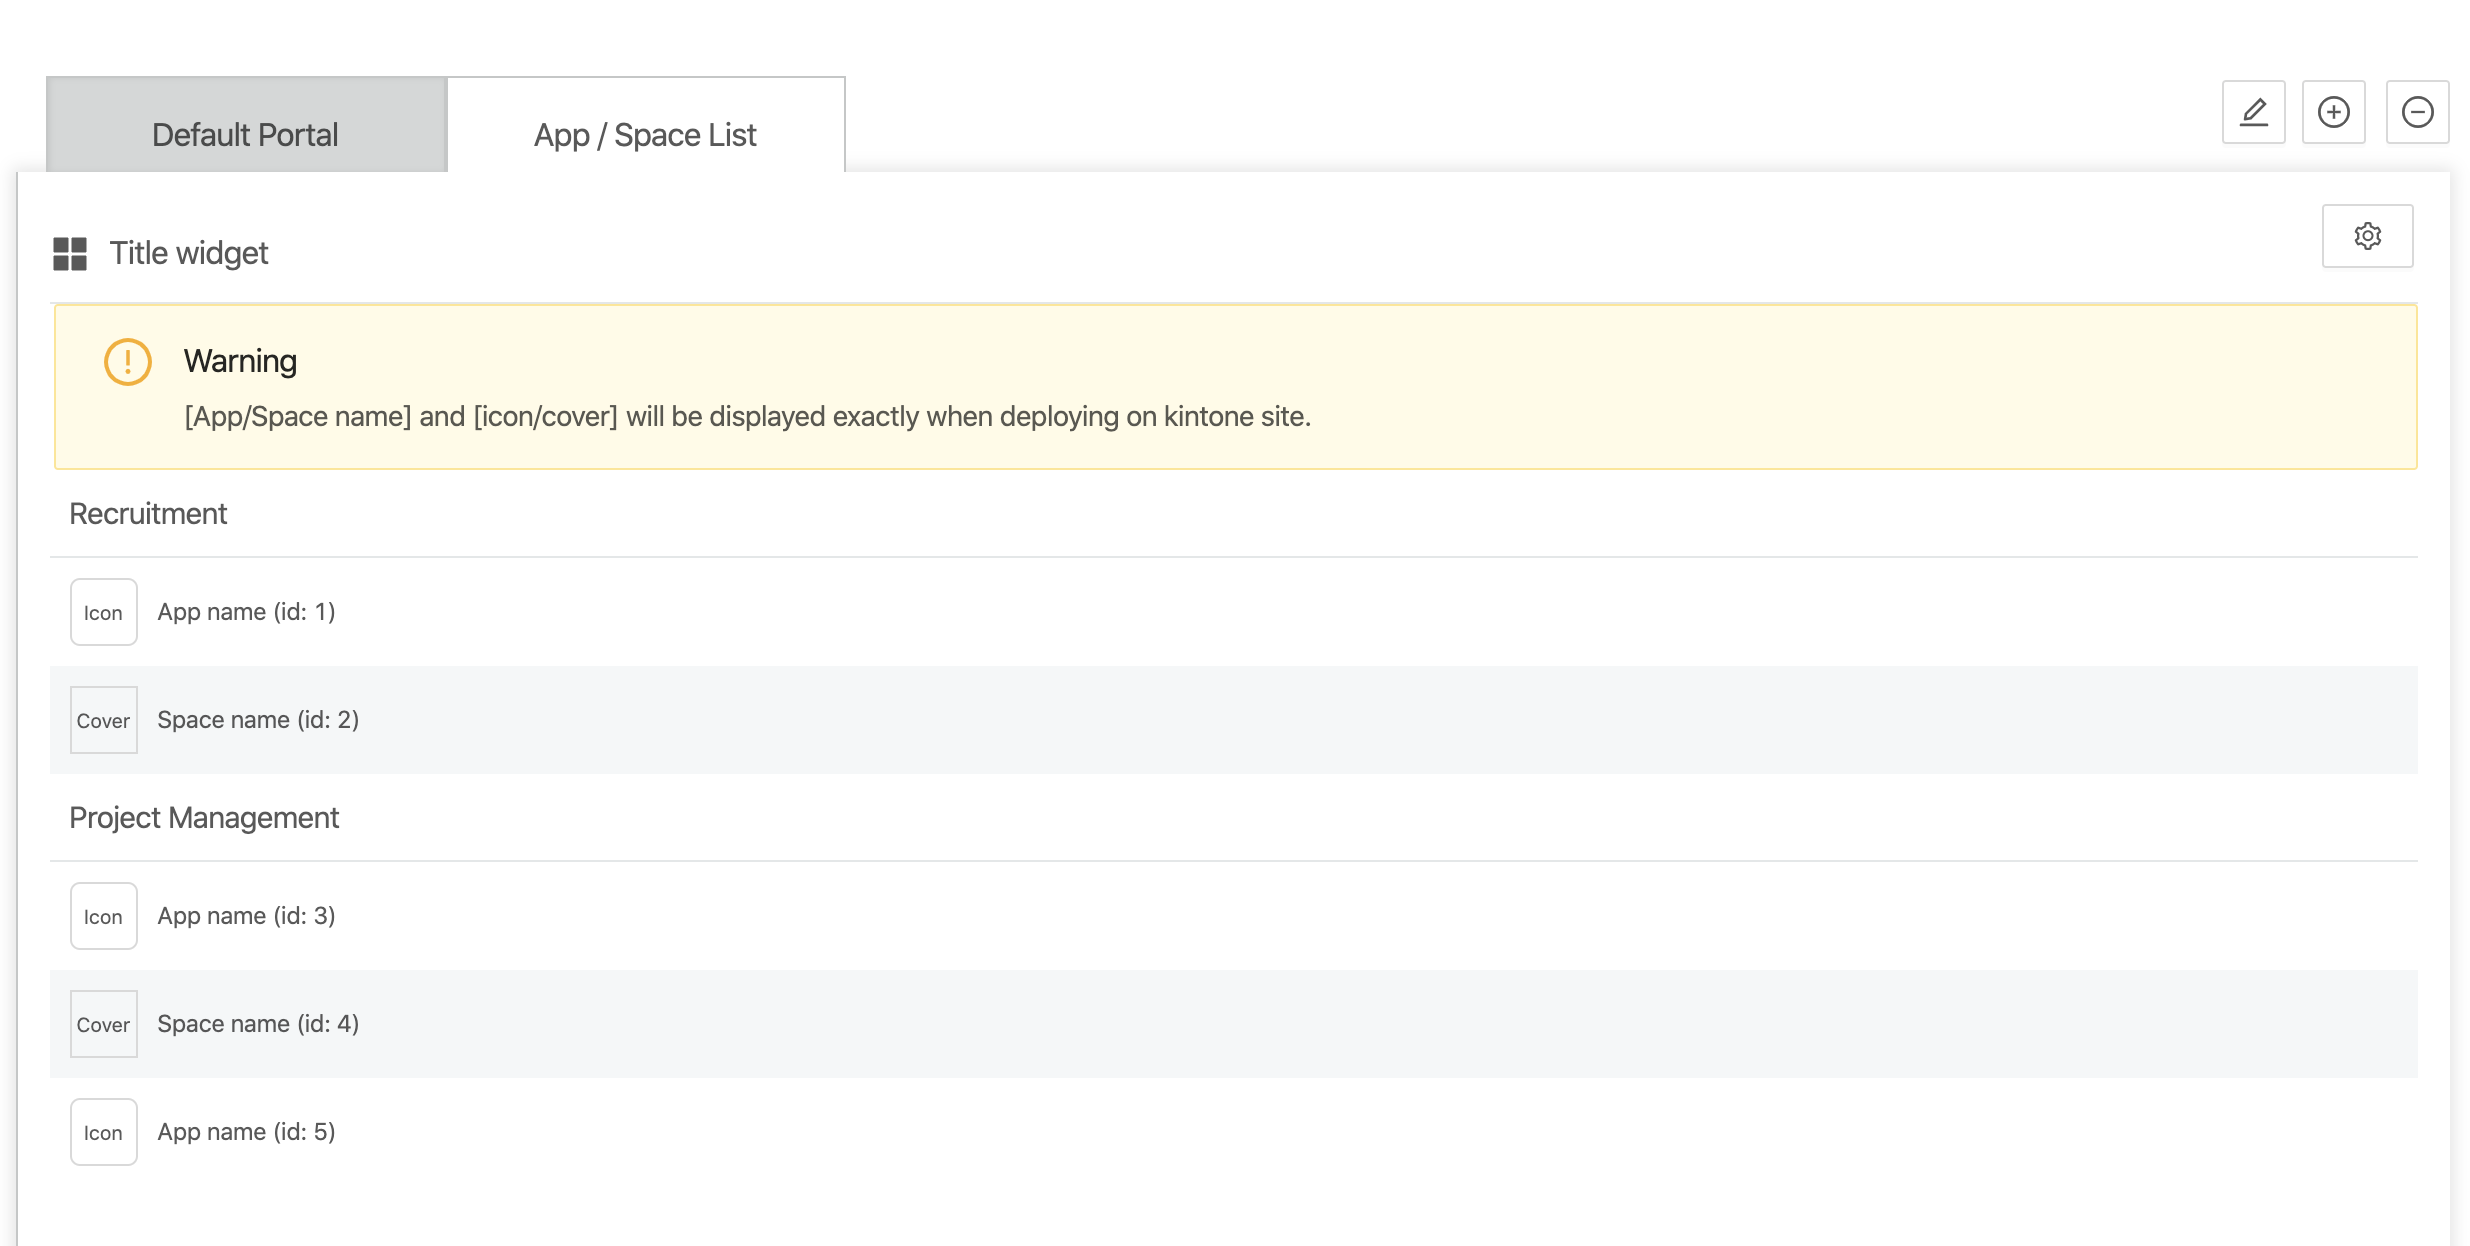 Default Portal
App / Space List
Title widget
Warning
[App/Space name] and [icon/cover] will be displayed exactly when deploying on kintone site.
Recruitment
Icon App name (id: 1)
Cover Space name (id: 2)
Project Management
Icon App name (id: 3)
Cover Space name (id: 4)
Icon App name (id: 5)